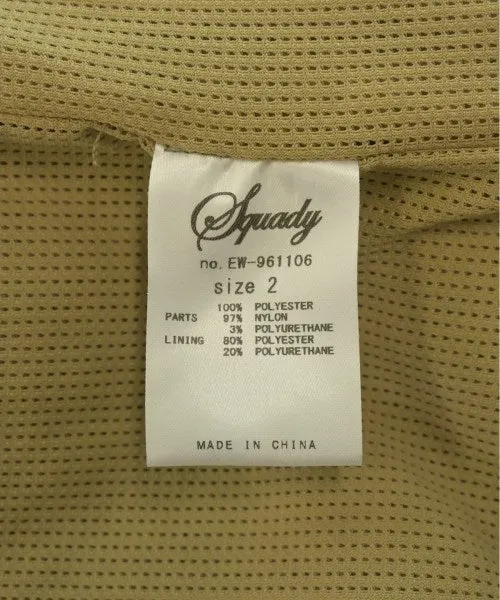 Squady
no. EW-961106
size 2
100% POLYESTER
PARTS 97% NYLON
3% POLYURETHANE
LINING 80% POLYESTER
20% POLYURETHANE
MADE IN CHINA